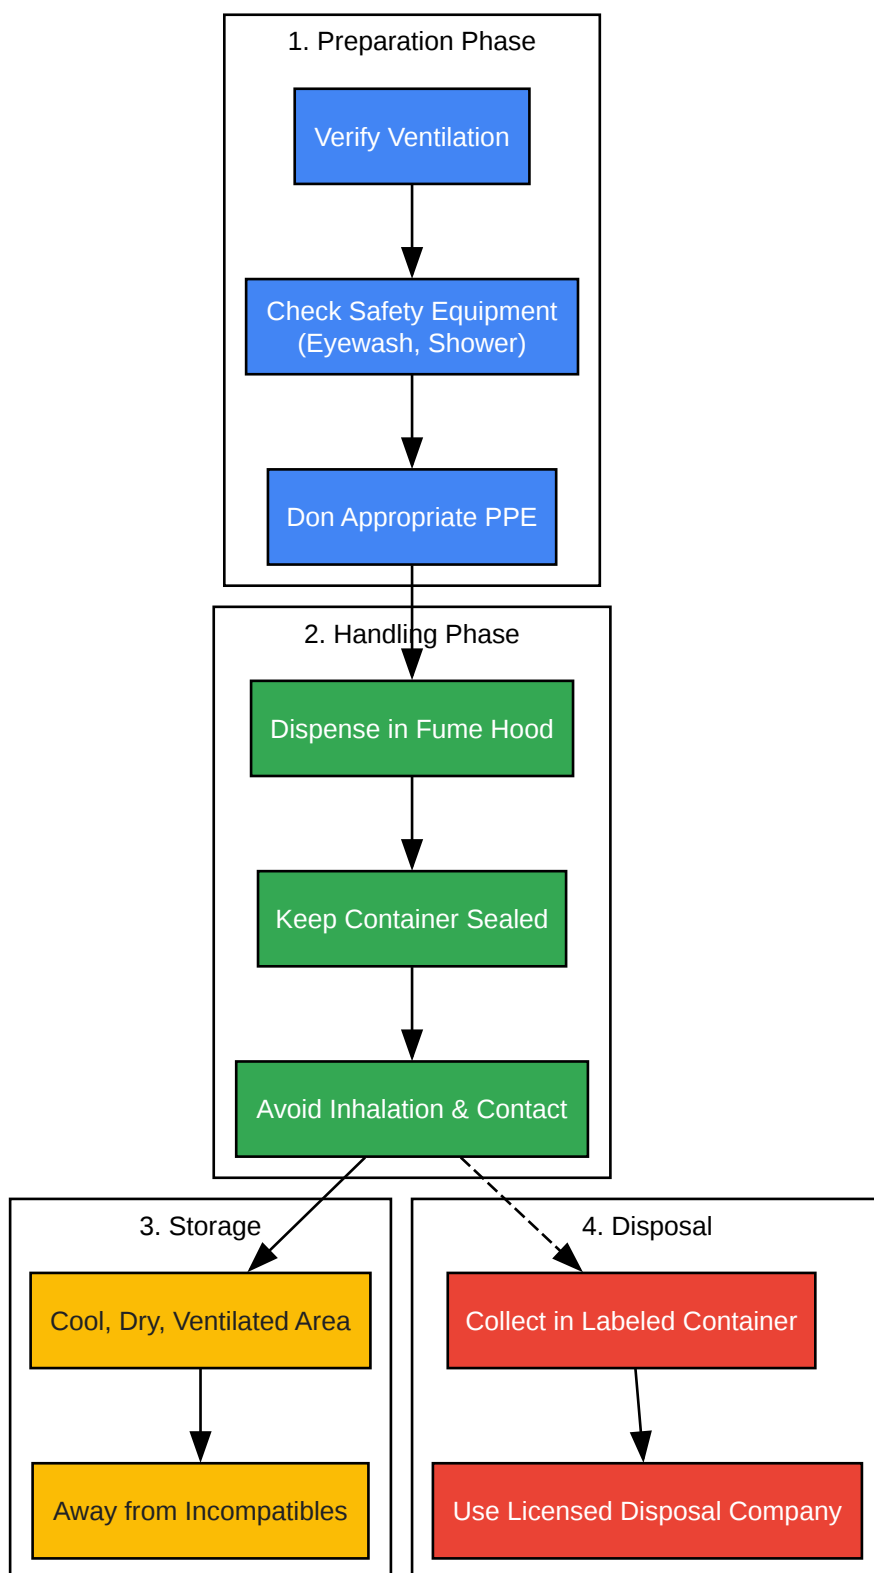 1. Preparation Phase
Verify Ventilation
Check Safety Equipment
(Eyewash, Shower)
Don Appropriate PPE
2. Handling Phase
Dispense in Fume Hood
Keep Container Sealed
Avoid Inhalation & Contact
3. Storage
Cool, Dry, Ventilated Area
Away from Incompatibles
4. Disposal
Collect in Labeled Container
Use Licensed Disposal Company